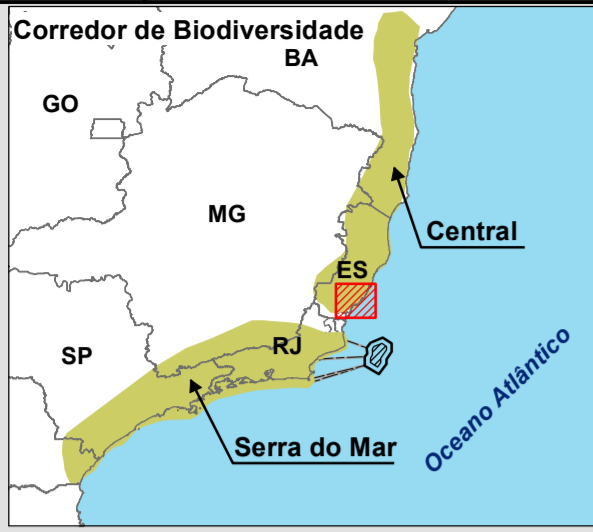 Corredor de Biodiversidade
BA
GO
MG
Central
ES
RJ
SP
Oceano Atlântico
Serra do Mar